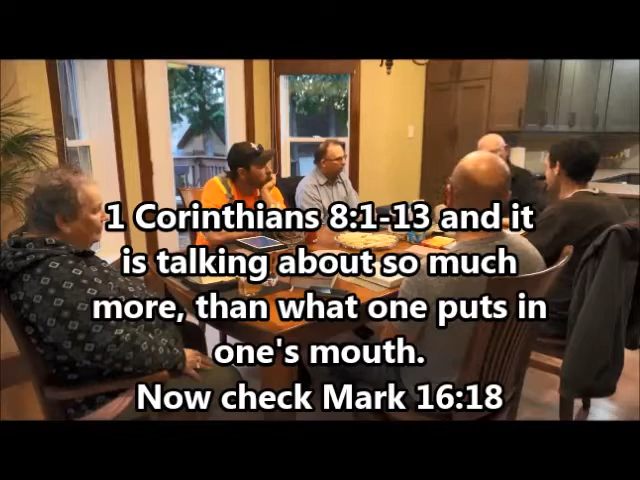 1 Corinthians 8:1-13 and it
is talking about so much
more, than what one puts in
one's mouth.
Now check Mark 16:18